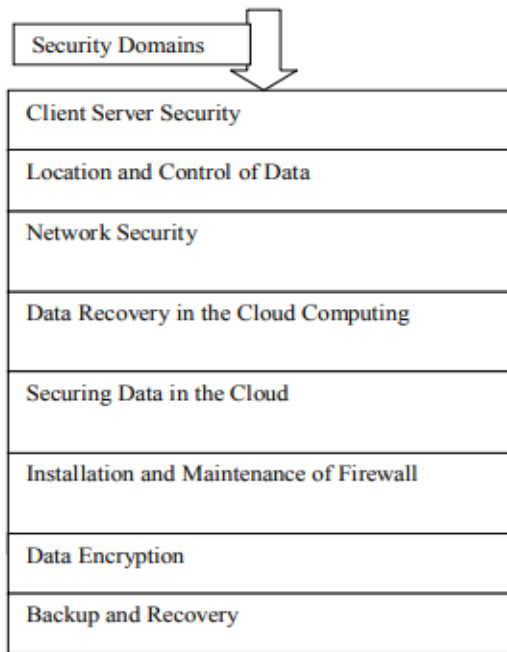 Security Domains
Client Server Security
Location and Control of Data
Network Security
Data Recovery in the Cloud Computing
Securing Data in the Cloud
Installation and Maintenance of Firewall
Data Encryption
Backup and Recovery